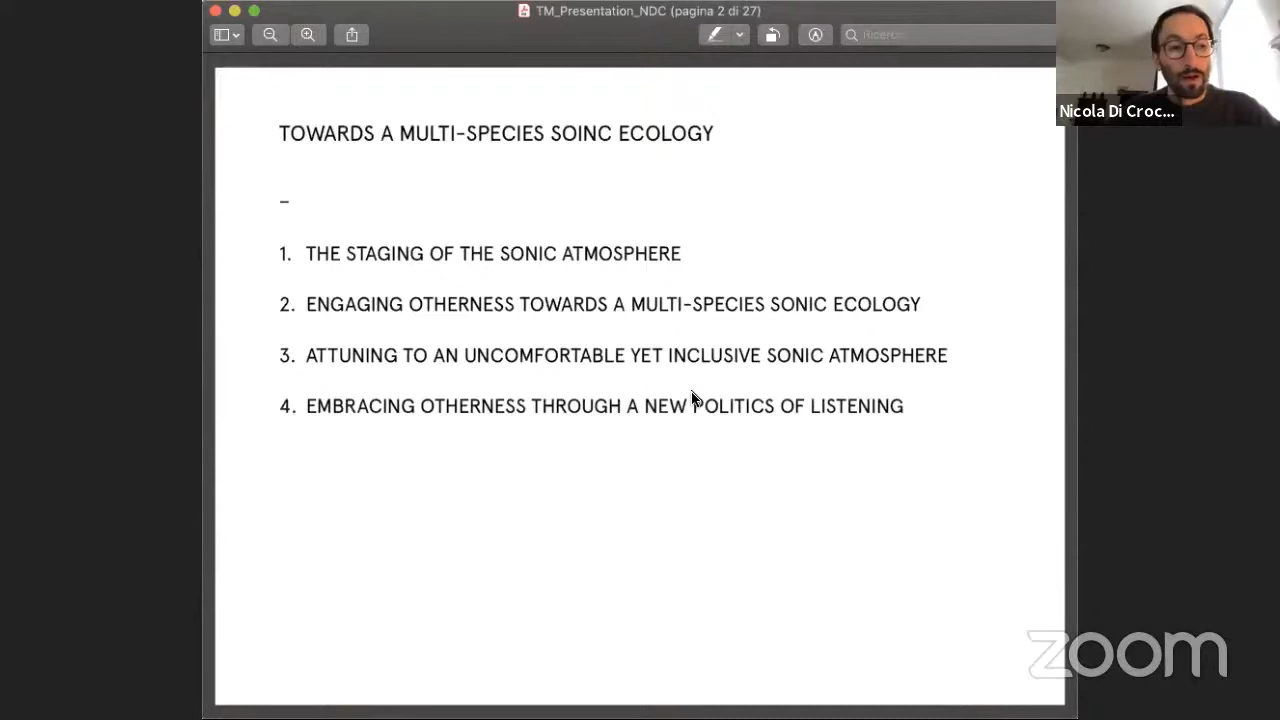 TM_Presentation_NDC (pagina 2 di 27)
Ricerca
Nicola Di Croc...
TOWARDS A MULTI-SPECIES SOINC ECOLOGY
–
1. THE STAGING OF THE SONIC ATMOSPHERE
2. ENGAGING OTHERNESS TOWARDS A MULTI-SPECIES SONIC ECOLOGY
3. ATTUNING TO AN UNCOMFORTABLE YET INCLUSIVE SONIC ATMOSPHERE
4. EMBRACING OTHERNESS THROUGH A NEW POLITICS OF LISTENING
zoom